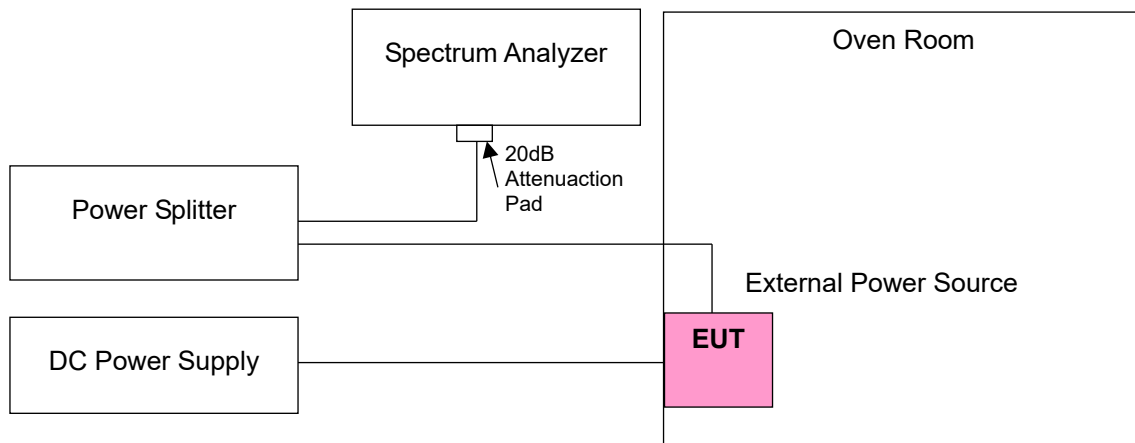 Spectrum Analyzer
Oven Room
20dB
Attenuaction
Pad
Power Splitter
External Power Source
EUT
DC Power Supply